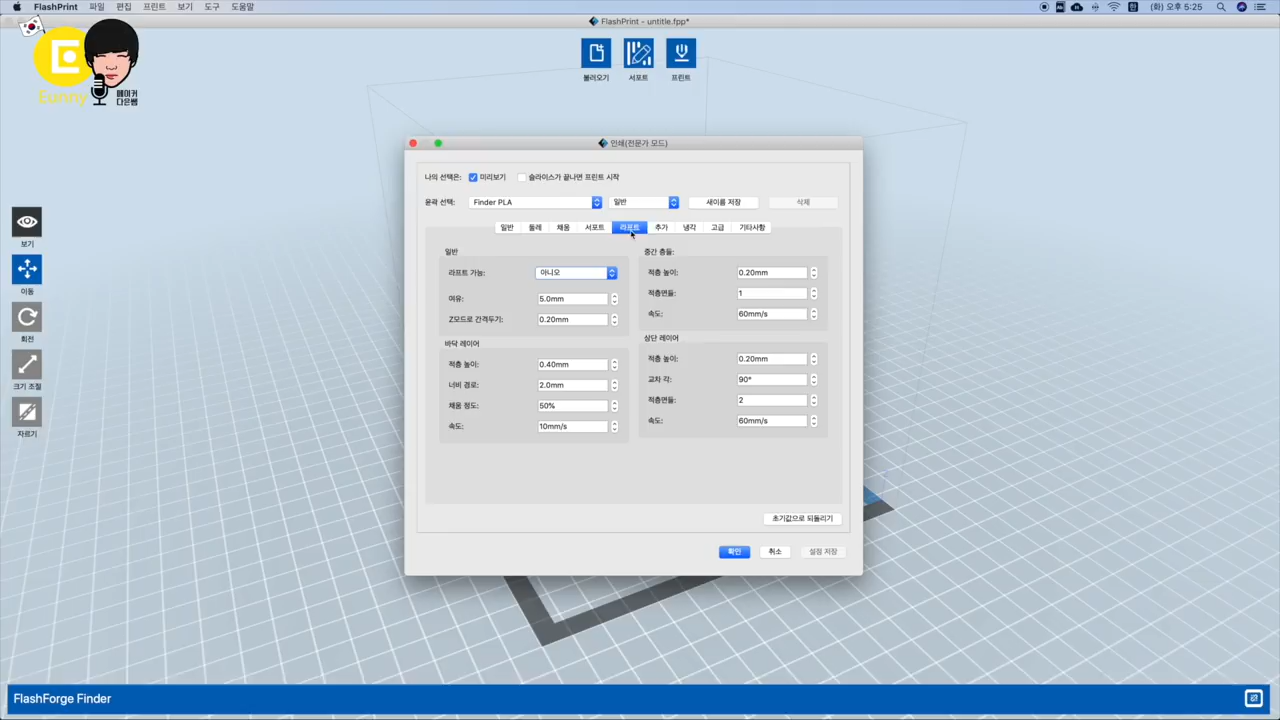 FlashPrint 파일 편집 프린트 보기 도구 도움말
(화) 오후 5:25
FlashPrint - untitled.fpp*
Eunny
메이커
다은쌤
불러오기 서포트 프린트
인쇄(전문가 모드)
나의 선택은: 미리보기 슬라이스가 끝나면 프린트 시작
윤곽 선택: Finder PLA 일반 새이름 저장 삭제
일반 둘레 채움 서포트 라프트 추가 냉각 고급 기타사항
일반
라프트 가능: 아니오
여유: 5.0mm
Z모드로 간격두기: 0.20mm
바닥 레이어
적층 높이: 0.40mm
너비 경로: 2.0mm
채움 정도: 50%
속도: 10mm/s
중간 층들:
적층 높이: 0.20mm
적층면들: 1
속도: 60mm/s
상단 레이어
적층 높이: 0.20mm
교차 각: 90°
적층면들: 2
속도: 60mm/s
초기값으로 되돌리기
확인 취소 설정 저장
보기
이동
회전
크기 조절
자르기
FlashForge Finder